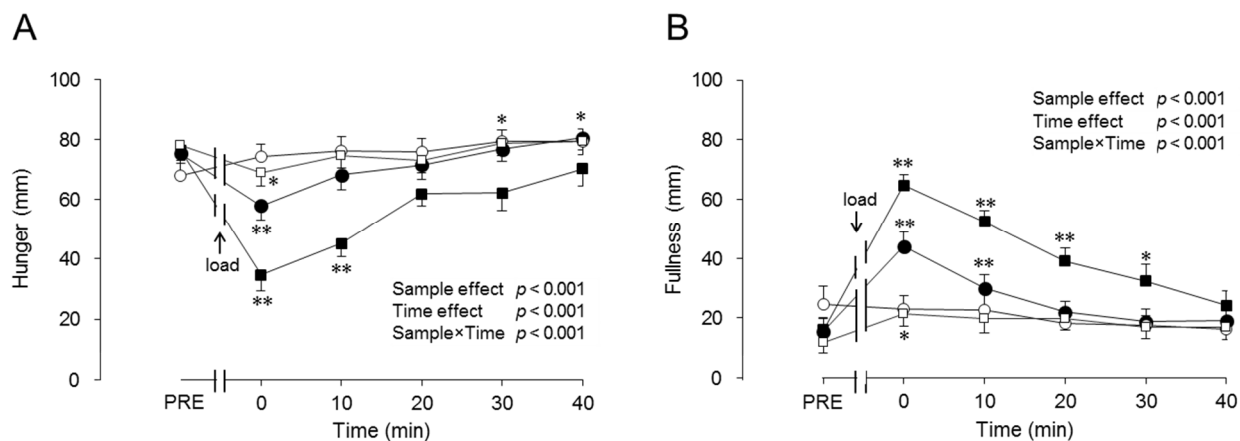 A
100
80
60
40
20
0
Hunger (mm)
load
*
**
**
**
*
*
Sample effect p < 0.001
Time effect p < 0.001
Sample×Time p < 0.001
PRE 0 10 20 30 40
Time (min)
B
100
80
60
40
20
0
Fullness (mm)
Sample effect p < 0.001
Time effect p < 0.001
Sample×Time p < 0.001
load
**
**
**
**
**
*
*
PRE 0 10 20 30 40
Time (min)